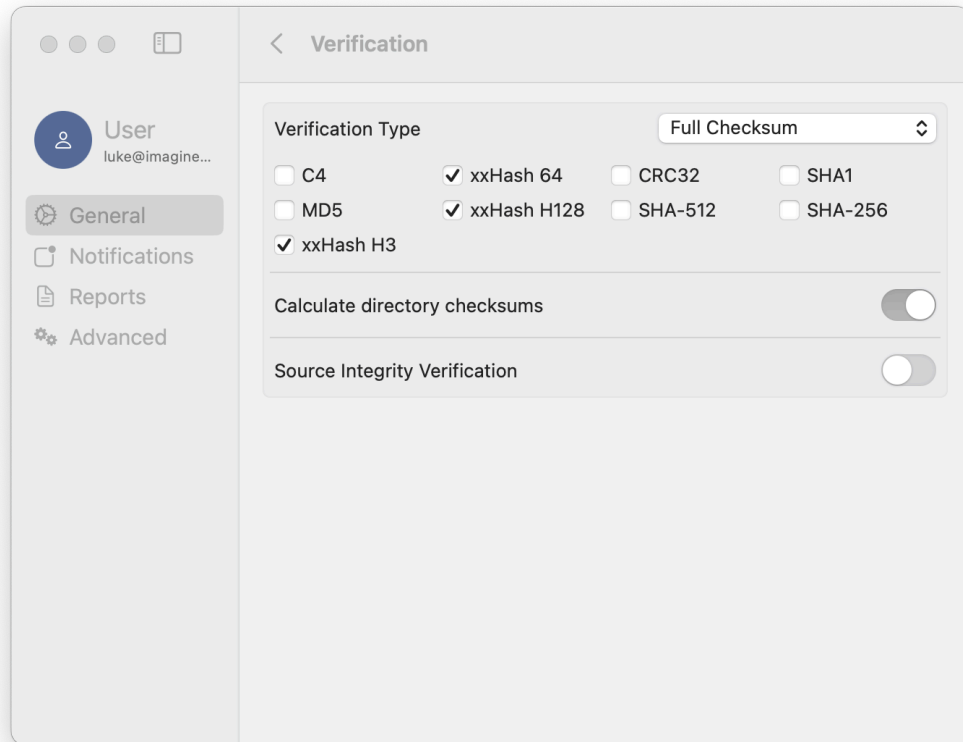 Verification
User
luke@imagine...
General
Notifications
Reports
Advanced
Verification Type
Full Checksum
C4
xxHash 64
CRC32
SHA1
MD5
xxHash H128
SHA-512
SHA-256
xxHash H3
Calculate directory checksums
Source Integrity Verification